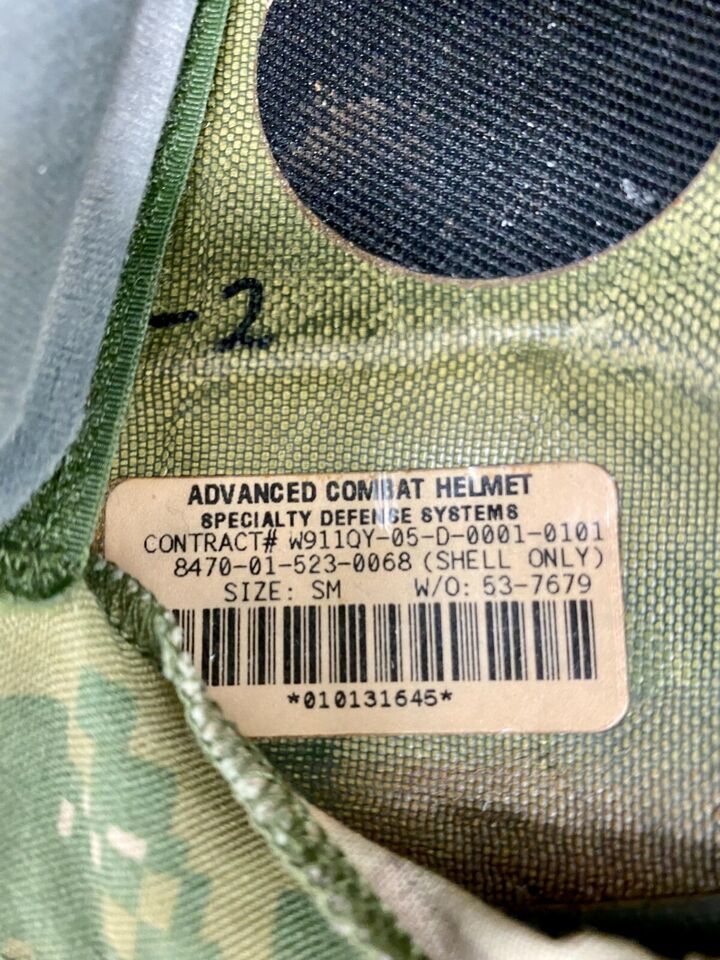 -2
ADVANCED COMBAT HELMET
SPECIALTY DEFENSE SYSTEMS
CONTRACT# W911QY-05-D-0001-0101
8470-01-523-0068 (SHELL ONLY)
SIZE: SM W/O: 53-7679
*010131645*